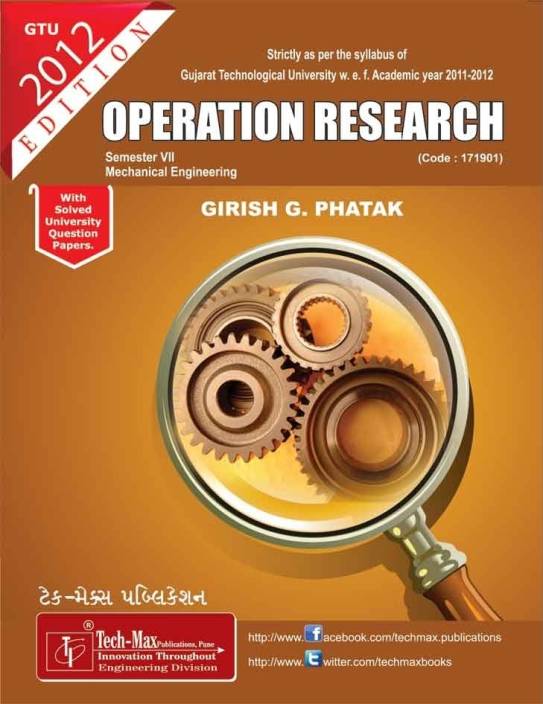 GTU
2012
EDITION
Strictly as per the syllabus of
Gujarat Technological University w. e. f. Academic year 2011-2012
OPERATION RESEARCH
Semester VII
(Code : 171901)
Mechanical Engineering
With
Solved
University
Question
Papers.
GIRISH G. PHATAK
ટેક-મેક્સ પબ્લિકેશન
®
TP
Tech-Max Publications, Pune
Innovation Throughout
Engineering Division
http://www.facebook.com/techmax.publications
http://www.twitter.com/techmaxbooks